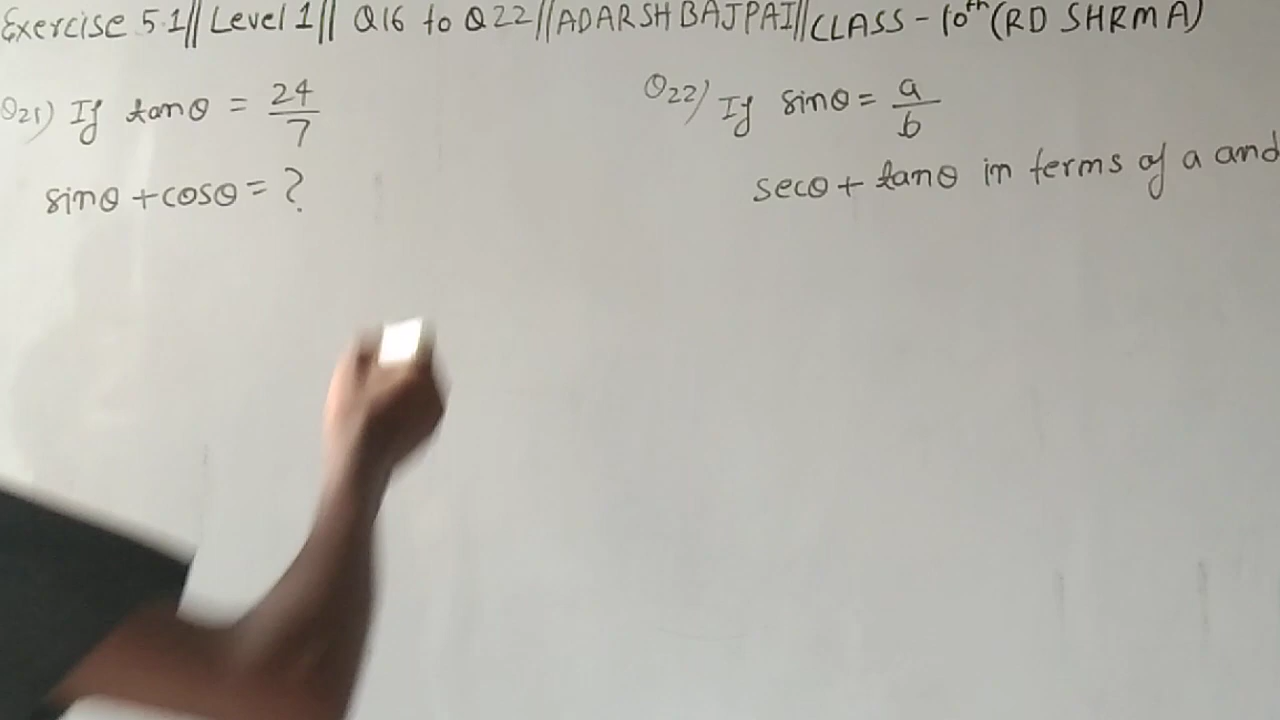 Exercise 5.1|| Level 1|| Q16 to Q22||ADARSH BAJPAI||CLASS-10th(RD SHRMA)
Q21) If tanθ = 24/7
sinθ + cosθ = ?
Q22) If sinθ = a/b
secθ + tanθ in terms of a and